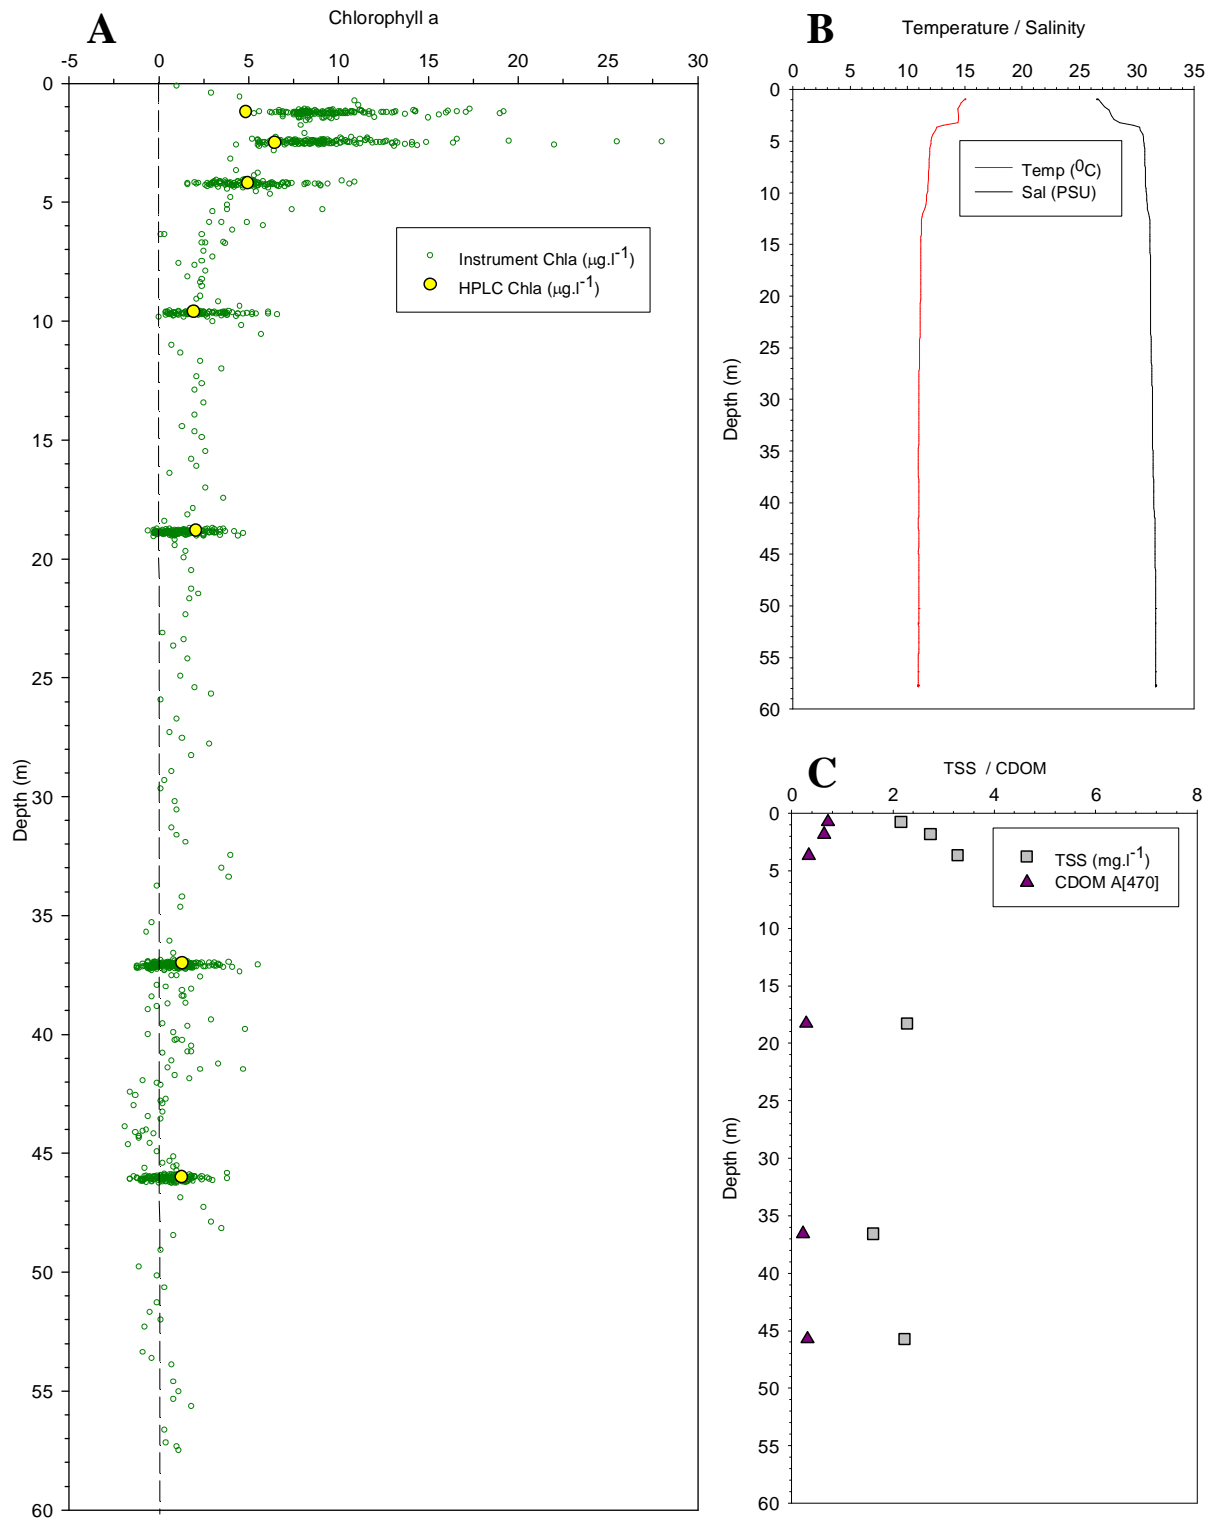 A
Chlorophyll a
-5 0 5 10 15 20 25 30
0
5
10
15
20
25
30
35
40
45
50
55
60
Depth (m)
Instrument Chla (μg.l-1)
HPLC Chla (μg.l-1)
B
Temperature / Salinity
0 5 10 15 20 25 30 35
0
5
10
15
20
25
30
35
40
45
50
55
60
Depth (m)
Temp (0C)
Sal (PSU)
C
TSS / CDOM
0 2 4 6 8
0
5
10
15
20
25
30
35
40
45
50
55
60
Depth (m)
TSS (mg.l-1)
CDOM A[470]